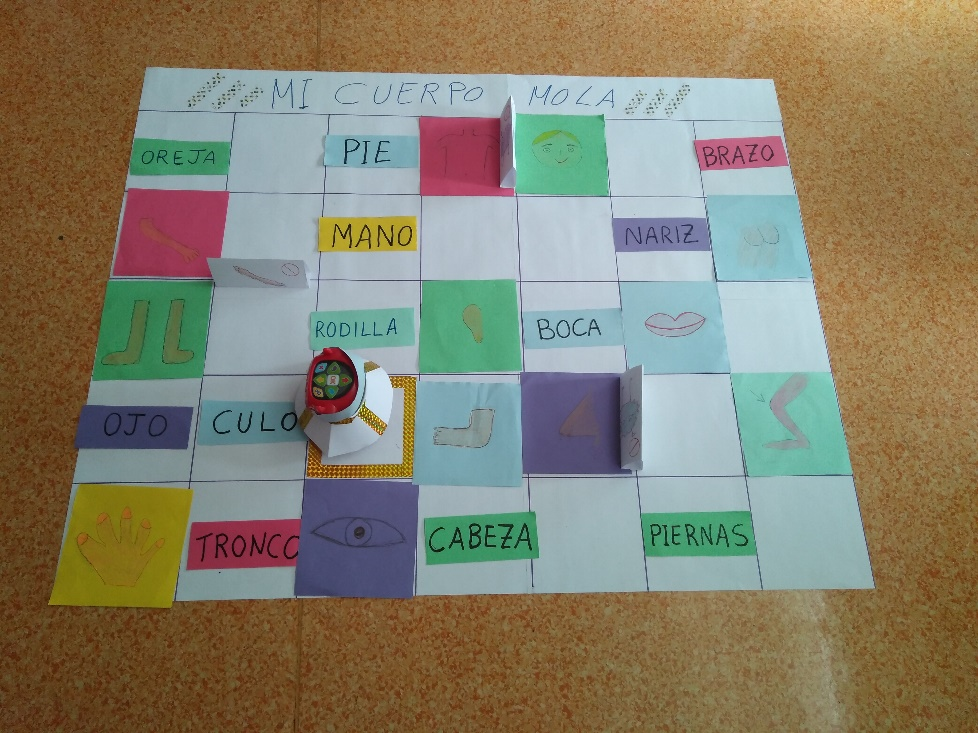 MI CUERPO MOLA
OREJA
PIE
BRAZO
MANO
NARIZ
RODILLA
BOCA
OJO
CULO
TRONCO
CABEZA
PIERNAS